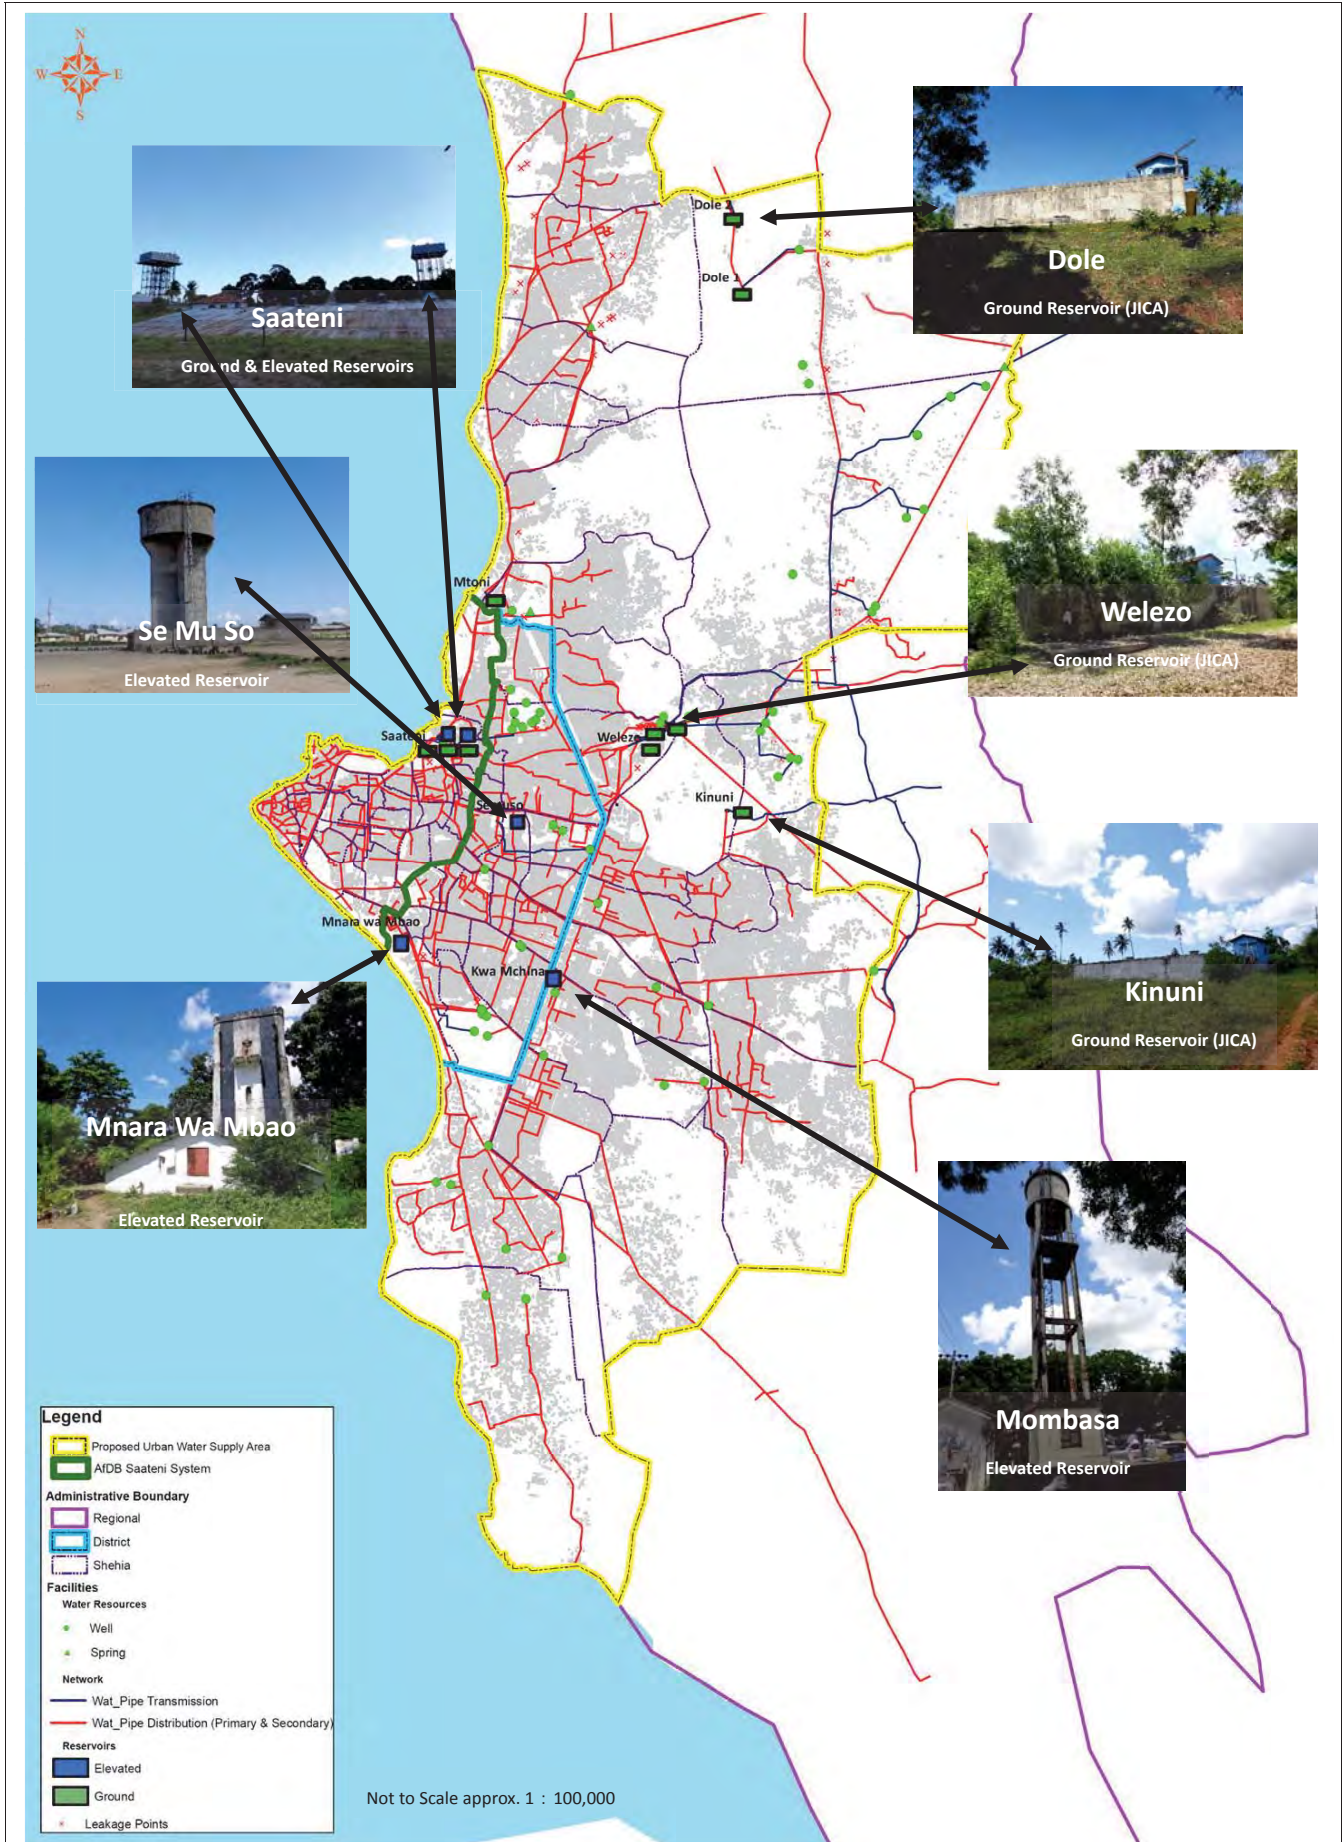 N
W E
S
Dole 2
Dole 1
Dole
Ground Reservoir (JICA)
Saateni
Ground & Elevated Reservoirs
Se Mu So
Elevated Reservoir
Welezo
Ground Reservoir (JICA)
Mtoni
Saateni
Welezo
Kinuni
Kinuni
Ground Reservoir (JICA)
Mnara wa Mbao
Kwa Mchina
Mnara Wa Mbao
Elevated Reservoir
Mombasa
Elevated Reservoir
Legend
Proposed Urban Water Supply Area
AfDB Saateni System
Administrative Boundary
Regional
District
Shehia
Facilities
Water Resources
Well
Spring
Network
Wat_Pipe Transmission
Wat_Pipe Distribution (Primary & Secondary)
Reservoirs
Elevated
Ground
Leakage Points
Not to Scale approx. 1 : 100,000